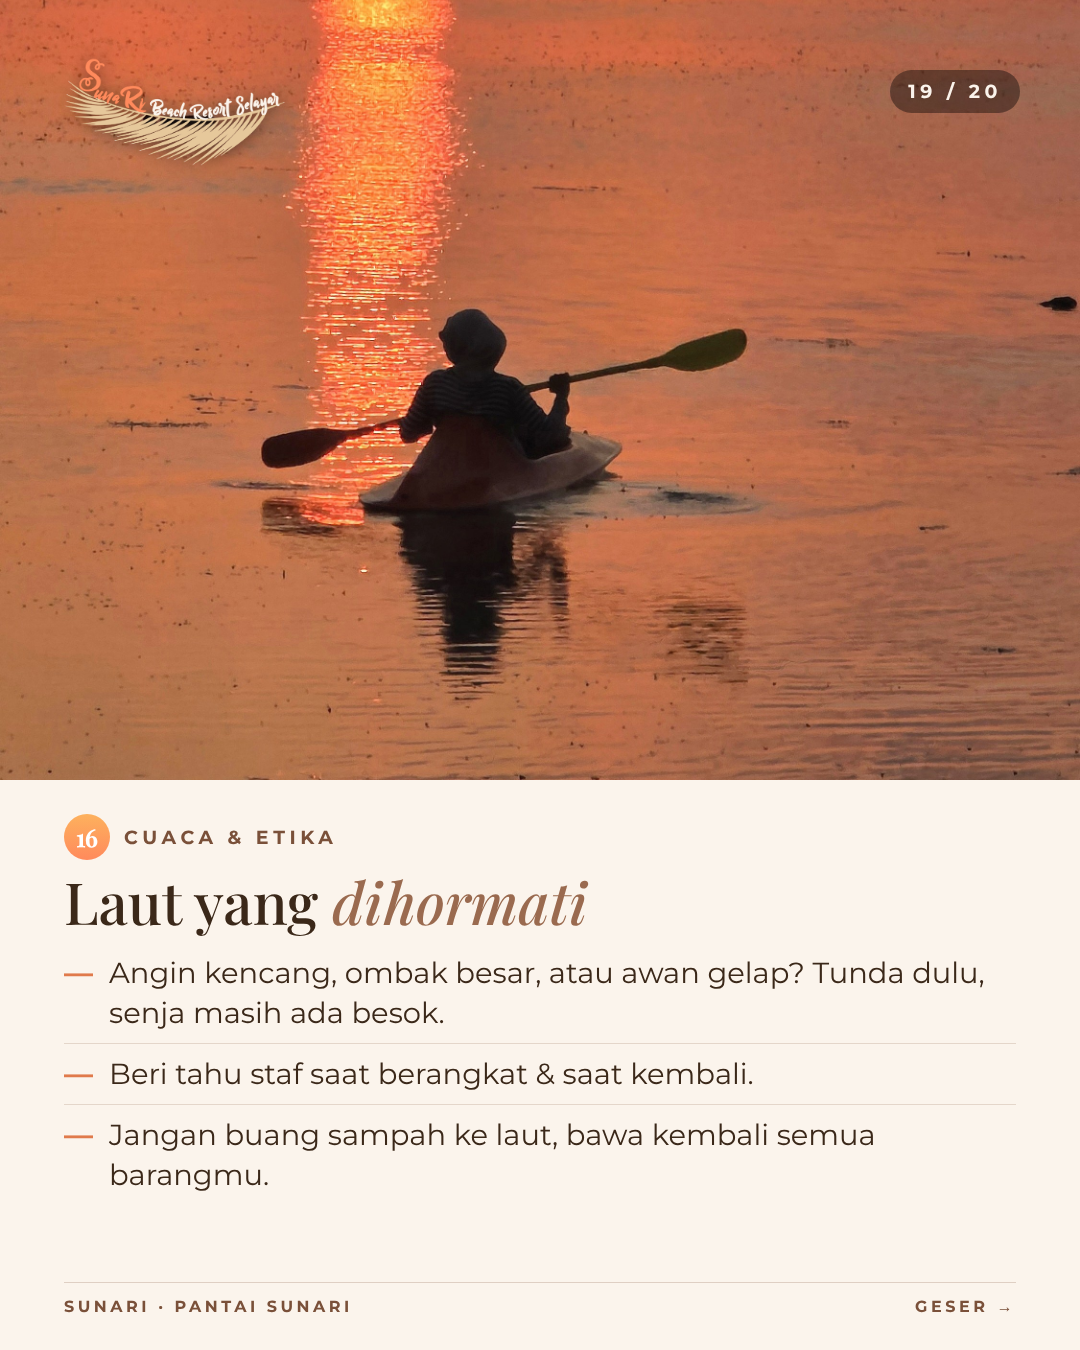 SunaRi Beach Resort Selayar
19 / 20
16 CUACA & ETIKA
Laut yang dihormati
— Angin kencang, ombak besar, atau awan gelap? Tunda dulu,
senja masih ada besok.
— Beri tahu staf saat berangkat & saat kembali.
— Jangan buang sampah ke laut, bawa kembali semua
barangmu.
SUNARI · PANTAI SUNARI
GESER →